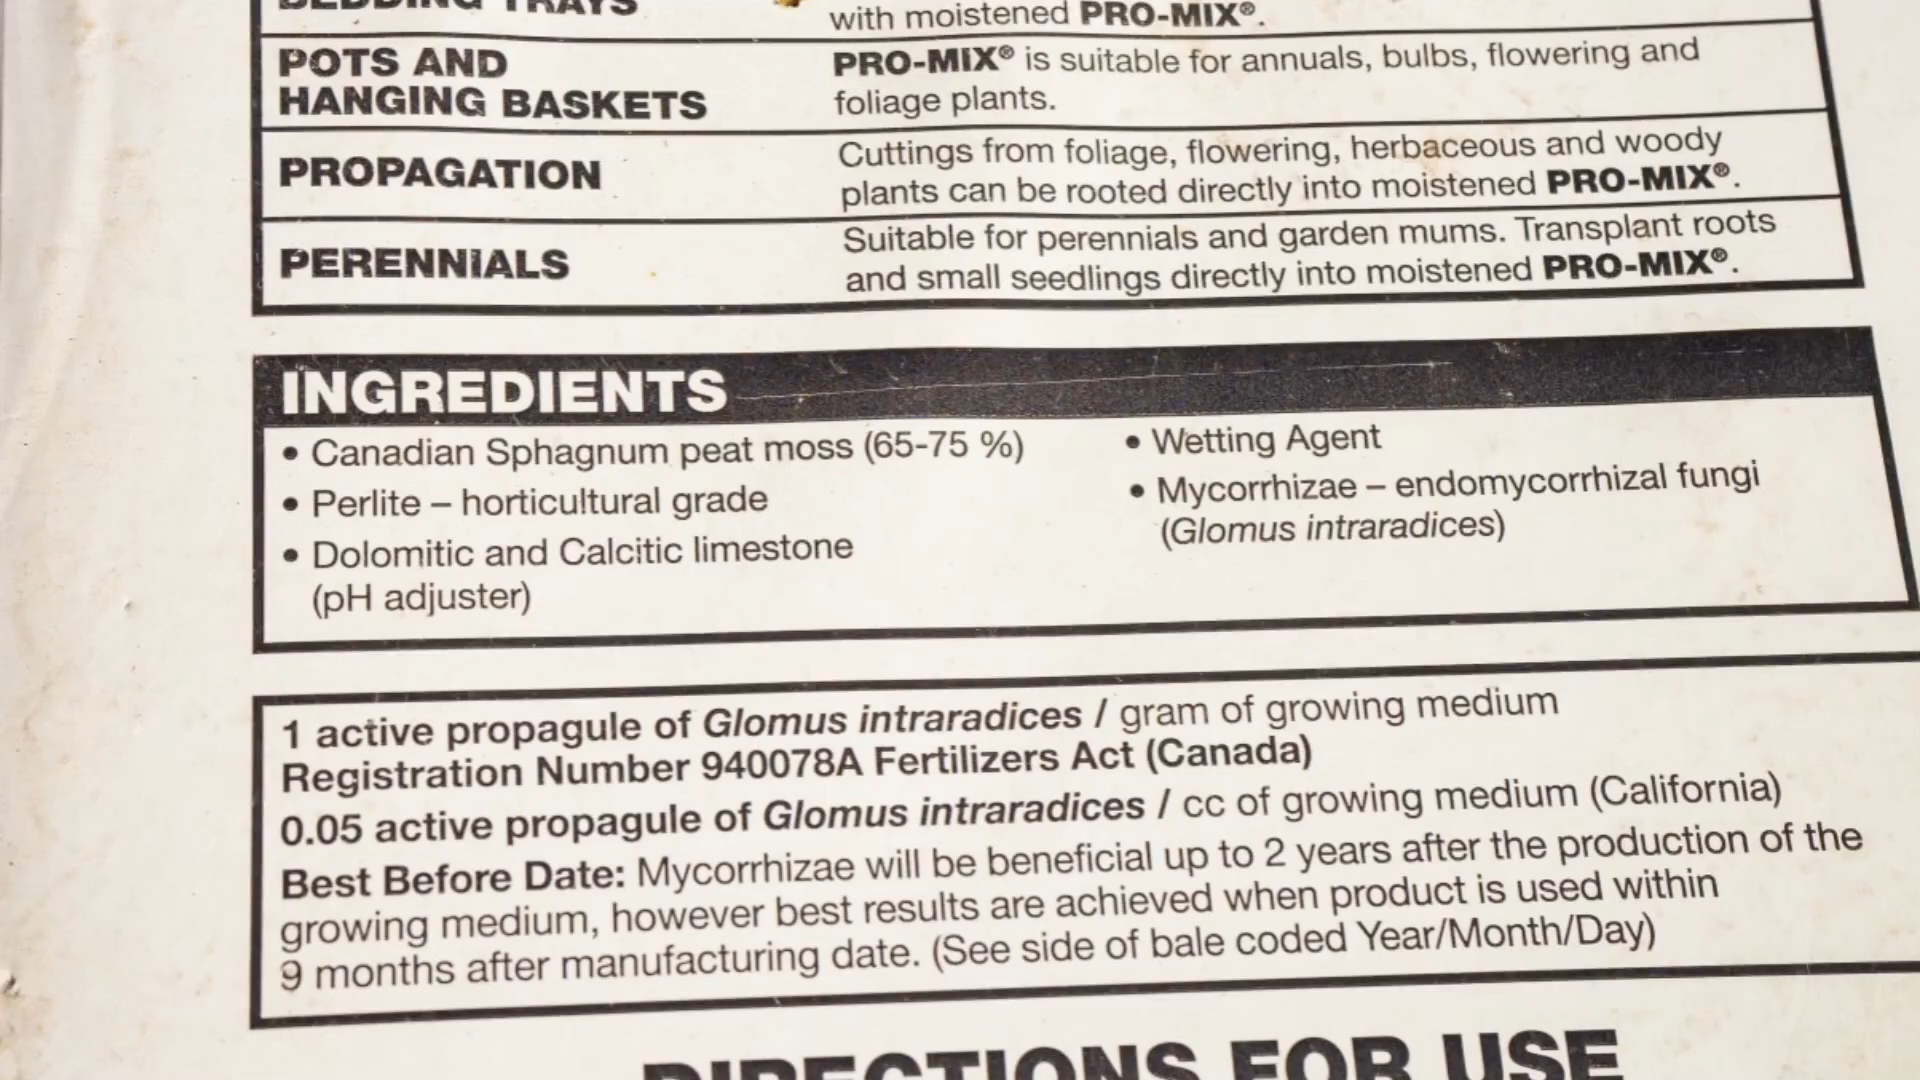 BEDDING TRAYS
with moistened PRO-MIX®.
POTS AND
HANGING BASKETS
PRO-MIX® is suitable for annuals, bulbs, flowering and
foliage plants.
PROPAGATION
Cuttings from foliage, flowering, herbaceous and woody
plants can be rooted directly into moistened PRO-MIX®.
PERENNIALS
Suitable for perennials and garden mums. Transplant roots
and small seedlings directly into moistened PRO-MIX®.
INGREDIENTS
• Canadian Sphagnum peat moss (65-75 %)
• Perlite – horticultural grade
• Dolomitic and Calcitic limestone
(pH adjuster)
• Wetting Agent
• Mycorrhizae – endomycorrhizal fungi
(Glomus intraradices)
1 active propagule of Glomus intraradices / gram of growing medium
Registration Number 940078A Fertilizers Act (Canada)
0.05 active propagule of Glomus intraradices / cc of growing medium (California)
Best Before Date: Mycorrhizae will be beneficial up to 2 years after the production of the
growing medium, however best results are achieved when product is used within
9 months after manufacturing date. (See side of bale coded Year/Month/Day)
DIRECTIONS FOR USE